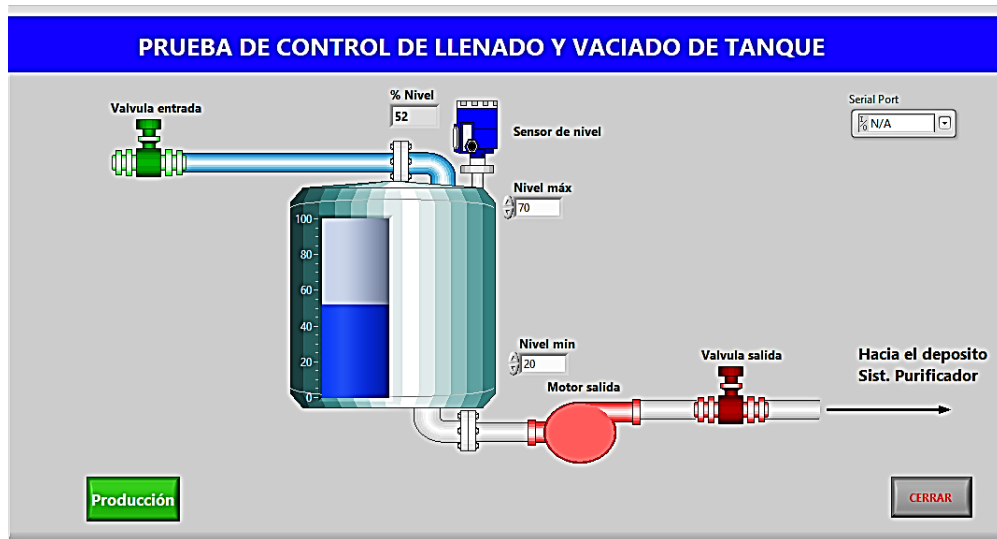 PRUEBA DE CONTROL DE LLENADO Y VACIADO DE TANQUE
Valvula entrada
% Nivel
52
Sensor de nivel
Serial Port
I/O N/A
Nivel máx
70
100
80
60
40
20
0
Nivel min
20
Motor salida
Valvula salida
Hacia el deposito
Sist. Purificador
Producción
CERRAR